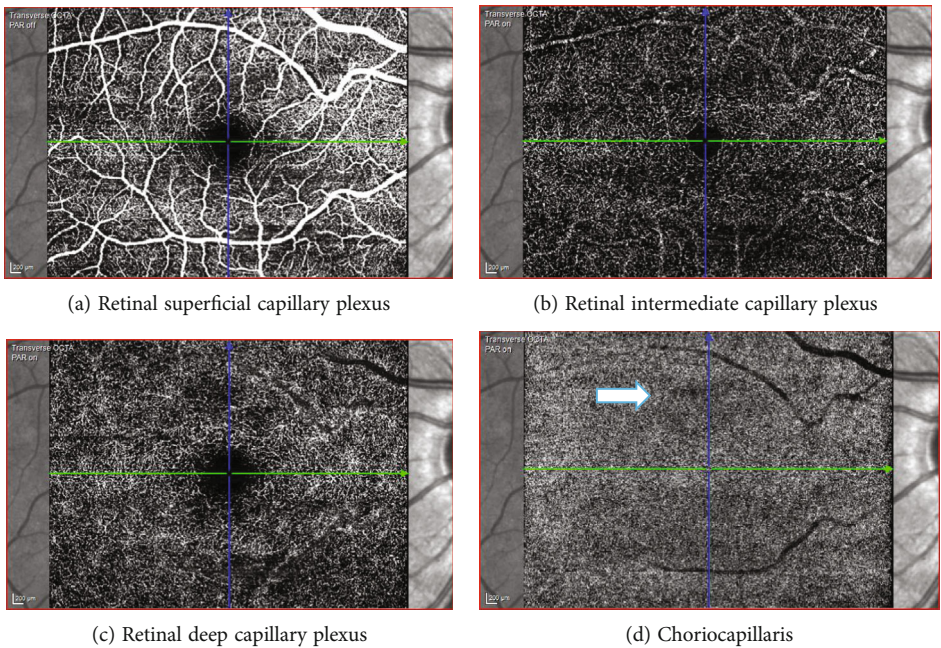 Transverse OCTA
PAR off
200 µm
Transverse OCTA
PAR on
200 µm
(a) Retinal superficial capillary plexus
(b) Retinal intermediate capillary plexus
Transverse OCTA
PAR on
200 µm
Transverse OCTA
PAR on
200 µm
(c) Retinal deep capillary plexus
(d) Choriocapillaris